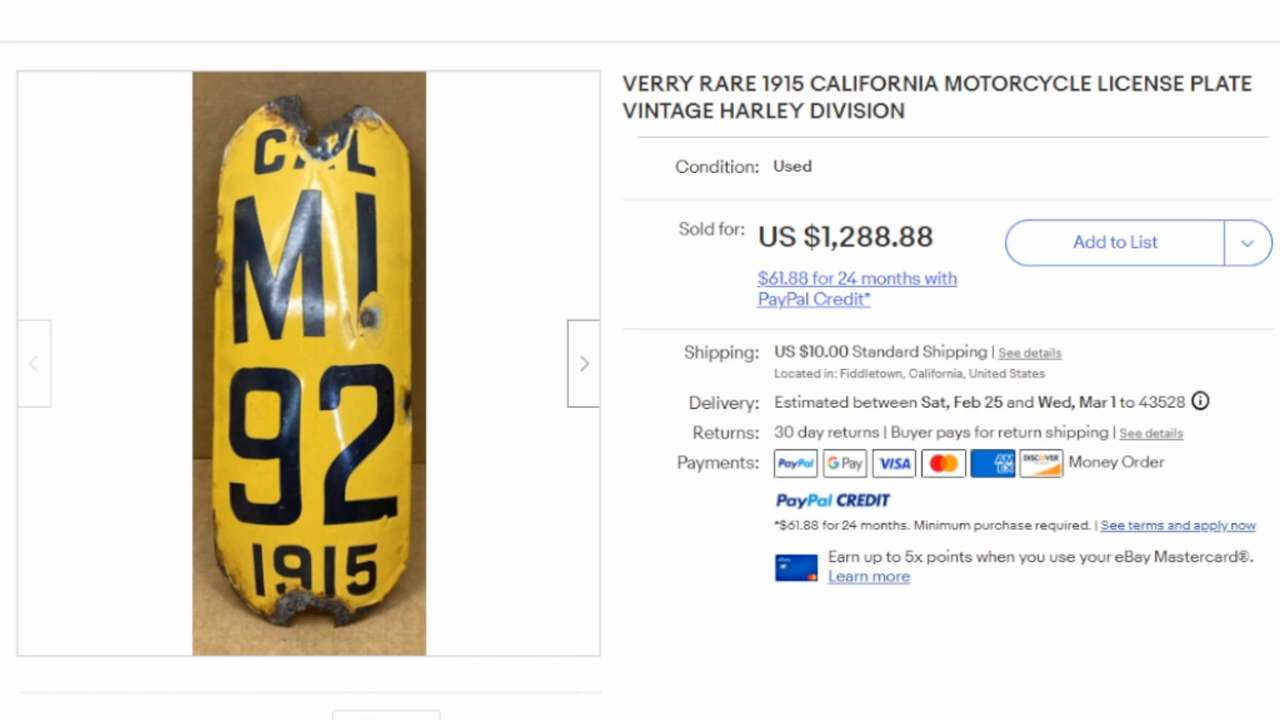 CAL
MI
92
1915
VERRY RARE 1915 CALIFORNIA MOTORCYCLE LICENSE PLATE
VINTAGE HARLEY DIVISION
Condition: Used
Sold for: US $1,288.88
Add to List
$61.88 for 24 months with
PayPal Credit*
Shipping: US $10.00 Standard Shipping | See details
Located in: Fiddletown, California, United States
Delivery: Estimated between Sat, Feb 25 and Wed, Mar 1 to 43528
Returns: 30 day returns | Buyer pays for return shipping | See details
Payments: PayPal G Pay VISA AM EX DISCOVER Money Order
PayPal CREDIT
*$61.88 for 24 months. Minimum purchase required. | See terms and apply now
Earn up to 5x points when you use your eBay Mastercard®.
Learn more